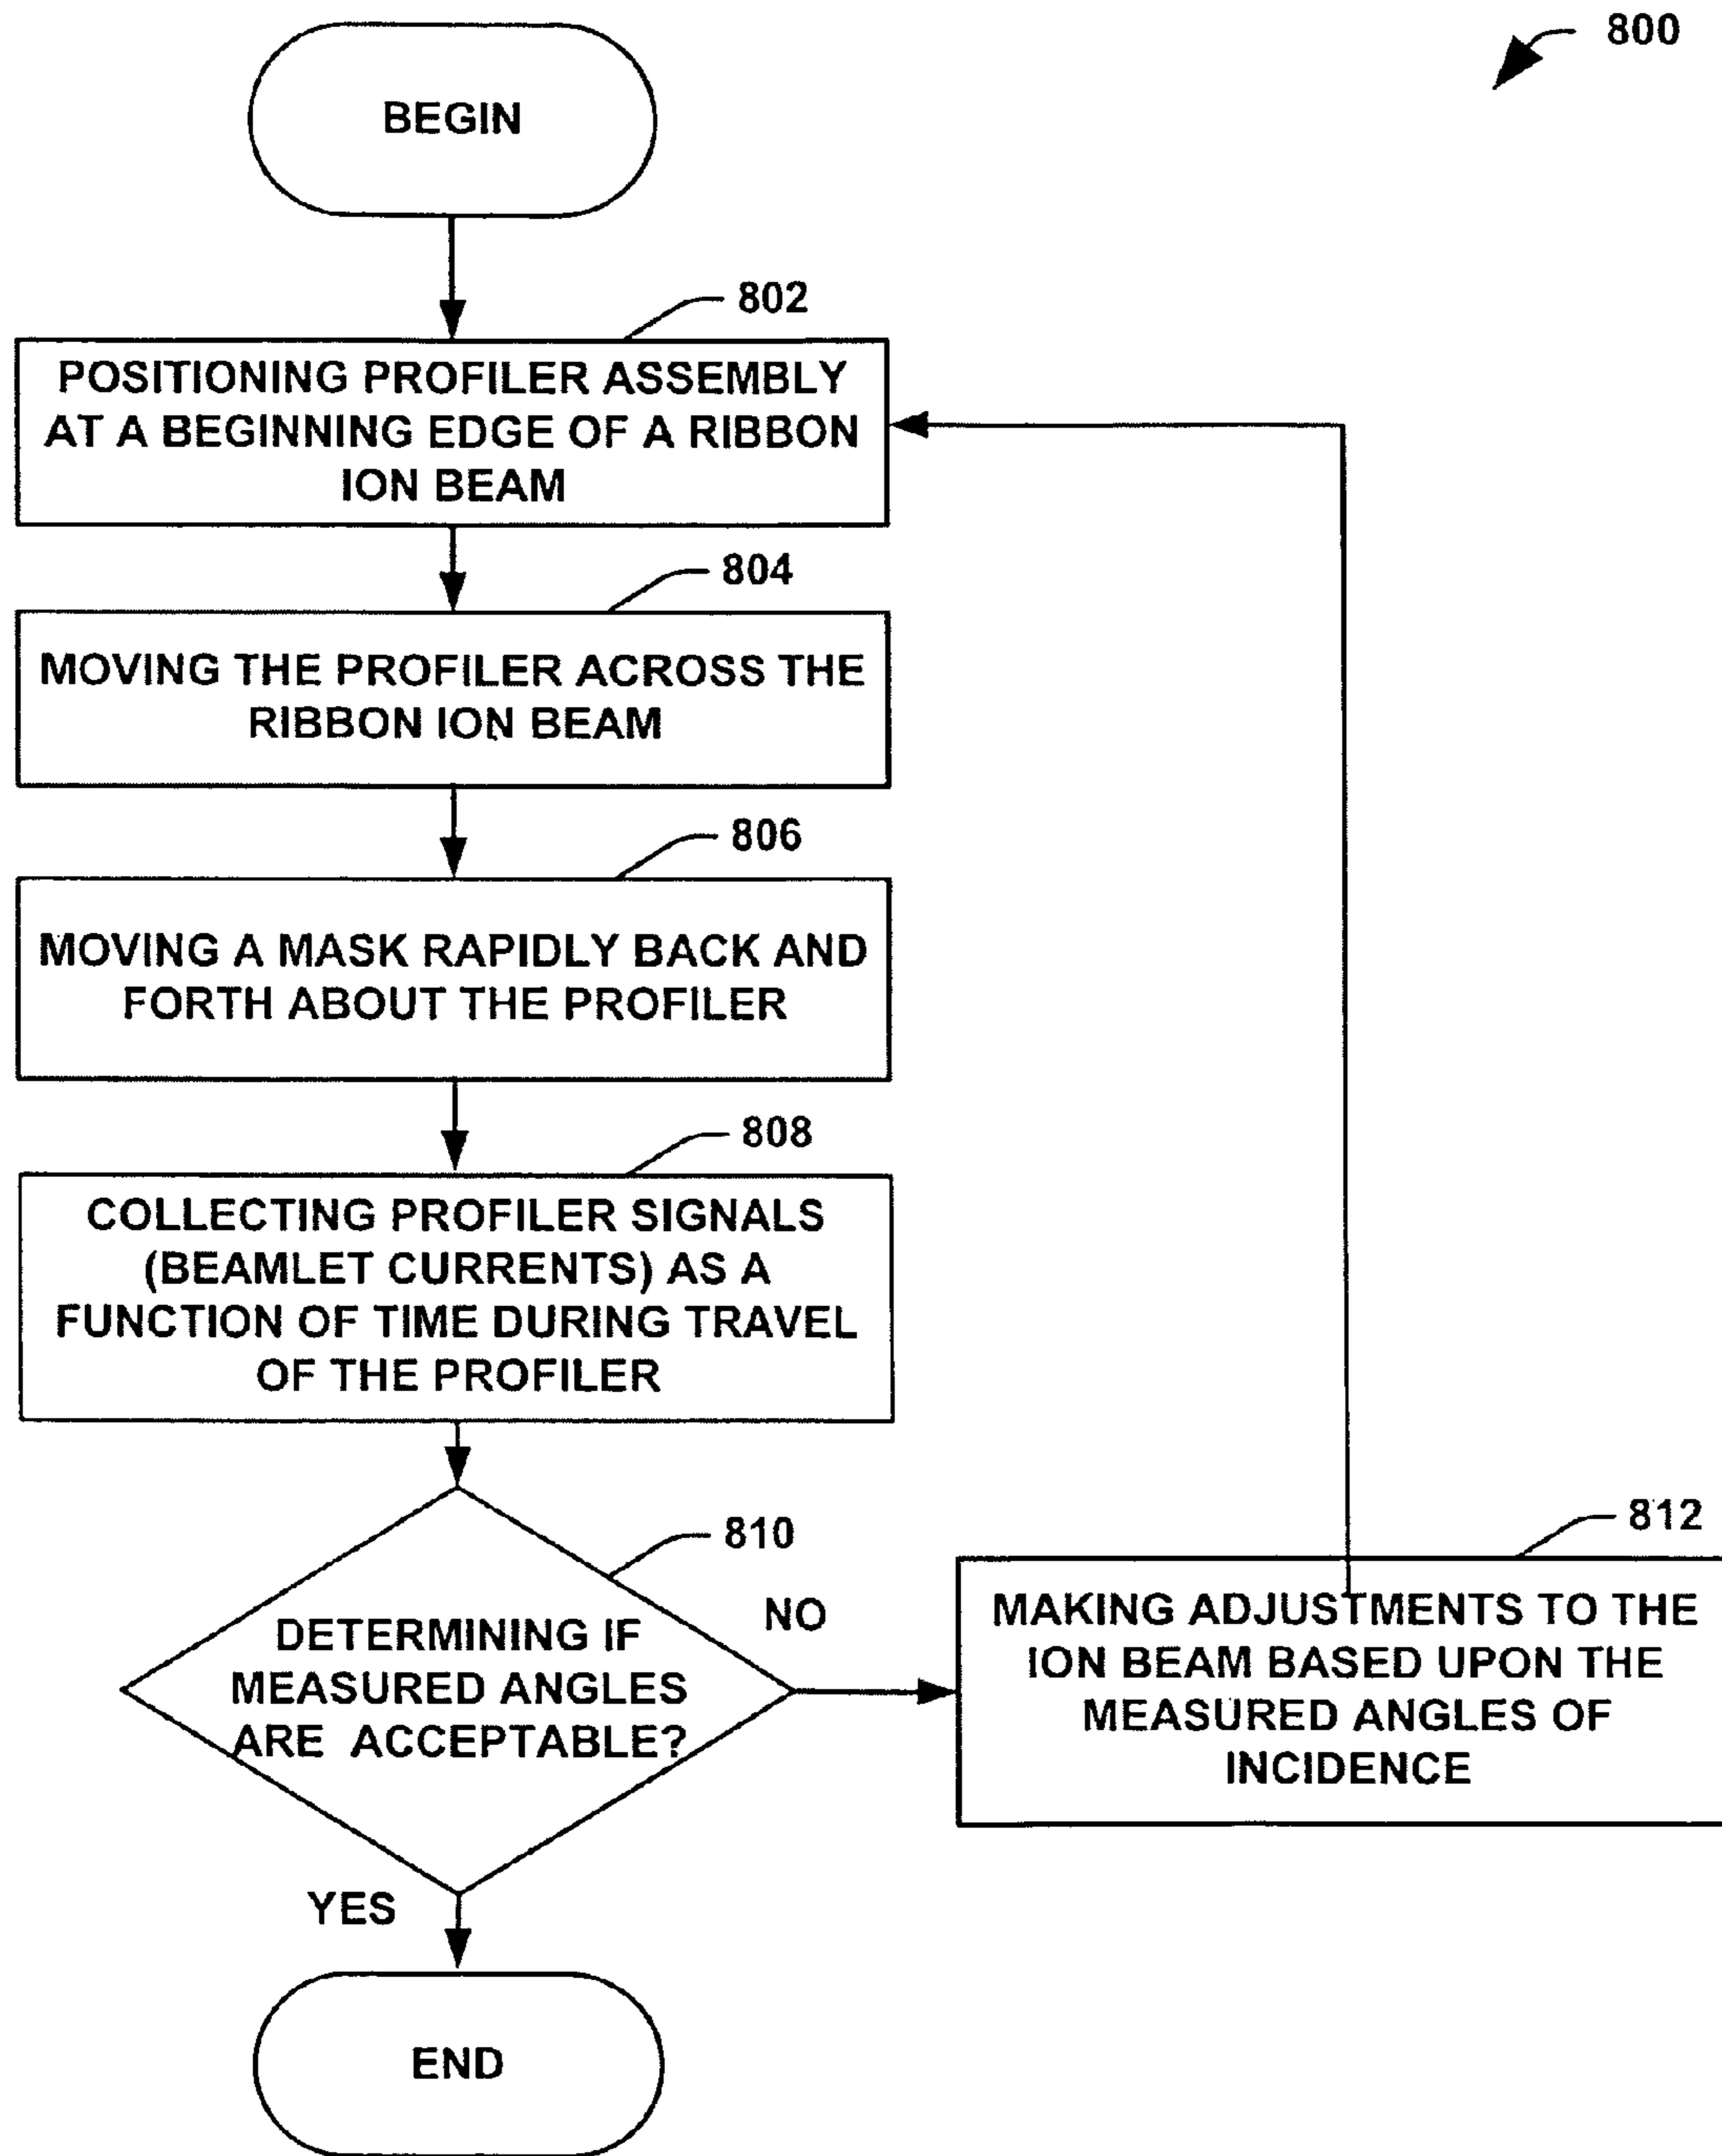 800
BEGIN
802
POSITIONING PROFILER ASSEMBLY
AT A BEGINNING EDGE OF A RIBBON
ION BEAM
804
MOVING THE PROFILER ACROSS THE
RIBBON ION BEAM
806
MOVING A MASK RAPIDLY BACK AND
FORTH ABOUT THE PROFILER
808
COLLECTING PROFILER SIGNALS
(BEAMLET CURRENTS) AS A
FUNCTION OF TIME DURING TRAVEL
OF THE PROFILER
810
DETERMINING IF
MEASURED ANGLES
ARE ACCEPTABLE?
NO
812
MAKING ADJUSTMENTS TO THE
ION BEAM BASED UPON THE
MEASURED ANGLES OF
INCIDENCE
YES
END